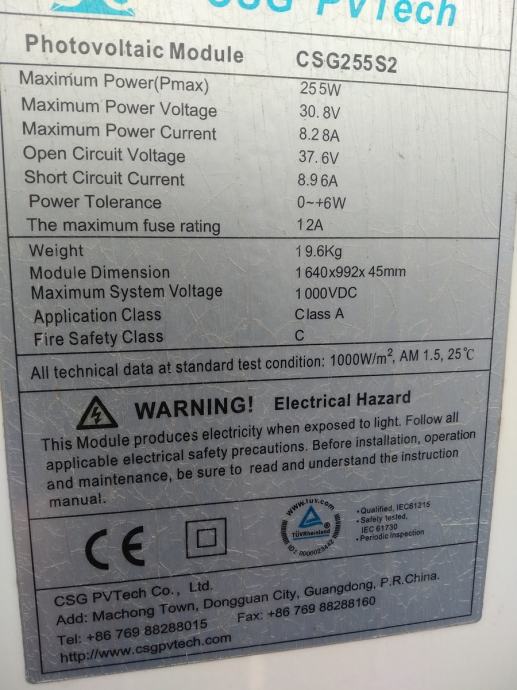 CSG PVTech
Photovoltaic Module CSG255S2
Maximum Power(Pmax) 255W
Maximum Power Voltage 30.8V
Maximum Power Current 8.28A
Open Circuit Voltage 37.6V
Short Circuit Current 8.96A
Power Tolerance 0~+6W
The maximum fuse rating 12A
Weight 19.6Kg
Module Dimension 1640x992x45mm
Maximum System Voltage 1000VDC
Application Class Class A
Fire Safety Class C
All technical data at standard test condition: 1000W/m², AM 1.5, 25℃
WARNING! Electrical Hazard
This Module produces electricity when exposed to light. Follow all
applicable electrical safety precautions. Before installation, operation
and maintenance, be sure to read and understand the instruction
manual.
CE
www.tuv.com
TÜVRheinland
ID: 0000023442
•Qualified, IEC61215
•Safety tested,
IEC 61730
•Periodic Inspection
CSG PVTech Co., Ltd.
Add: Machong Town, Dongguan City, Guangdong, P.R.China.
Tel: +86 769 88288015 Fax: +86 769 88288160
http://www.csgpvtech.com